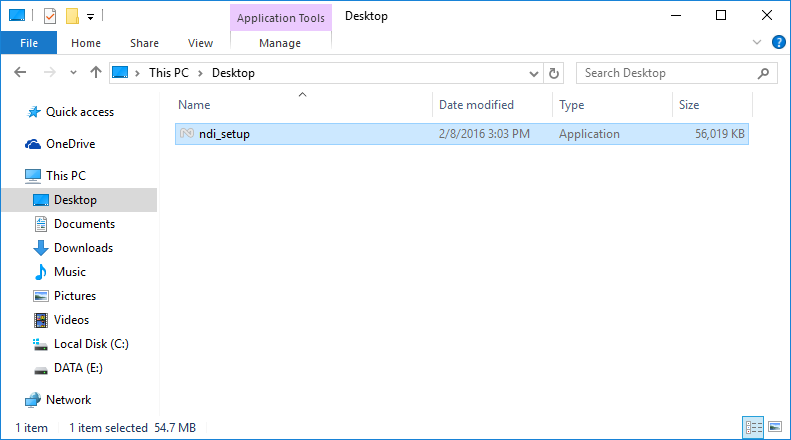 Application Tools Desktop
File Home Share View Manage
This PC Desktop Search Desktop
Name Date modified Type Size
Quick access
ndi_setup 2/8/2016 3:03 PM Application 56,019 KB
OneDrive
This PC
Desktop
Documents
Downloads
Music
Pictures
Videos
Local Disk (C:)
DATA (E:)
Network
1 item 1 item selected 54.7 MB